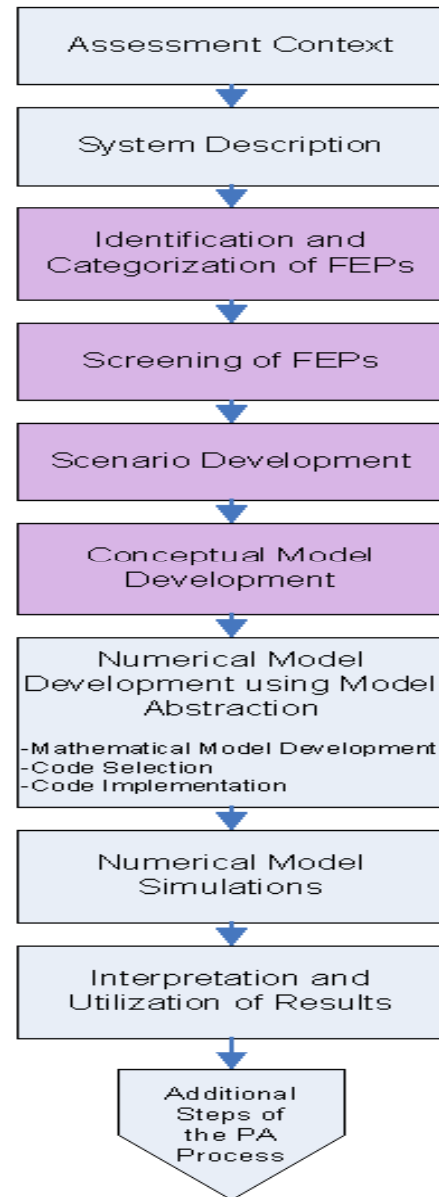 Assessment Context
System Description
Identification and
Categorization of FEPs
Screening of FEPs
Scenario Development
Conceptual Model
Development
Numerical Model
Development using Model
Abstraction
-Mathematical Model Development
-Code Selection
-Code Implementation
Numerical Model
Simulations
Interpretation and
Utilization of Results
Additional
Steps of
the PA
Process